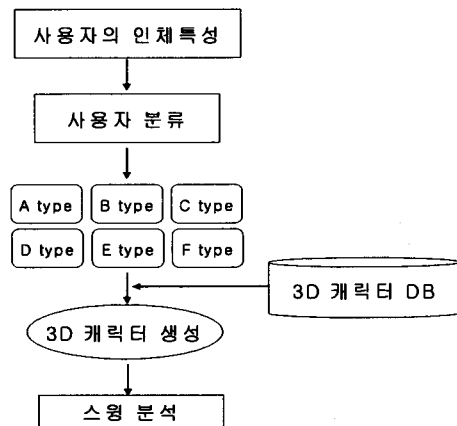 사용자의 인체특성
사용자 분류
A type B type C type
D type E type F type
3D 캐릭터 DB
3D 캐릭터 생성
스윙 분석